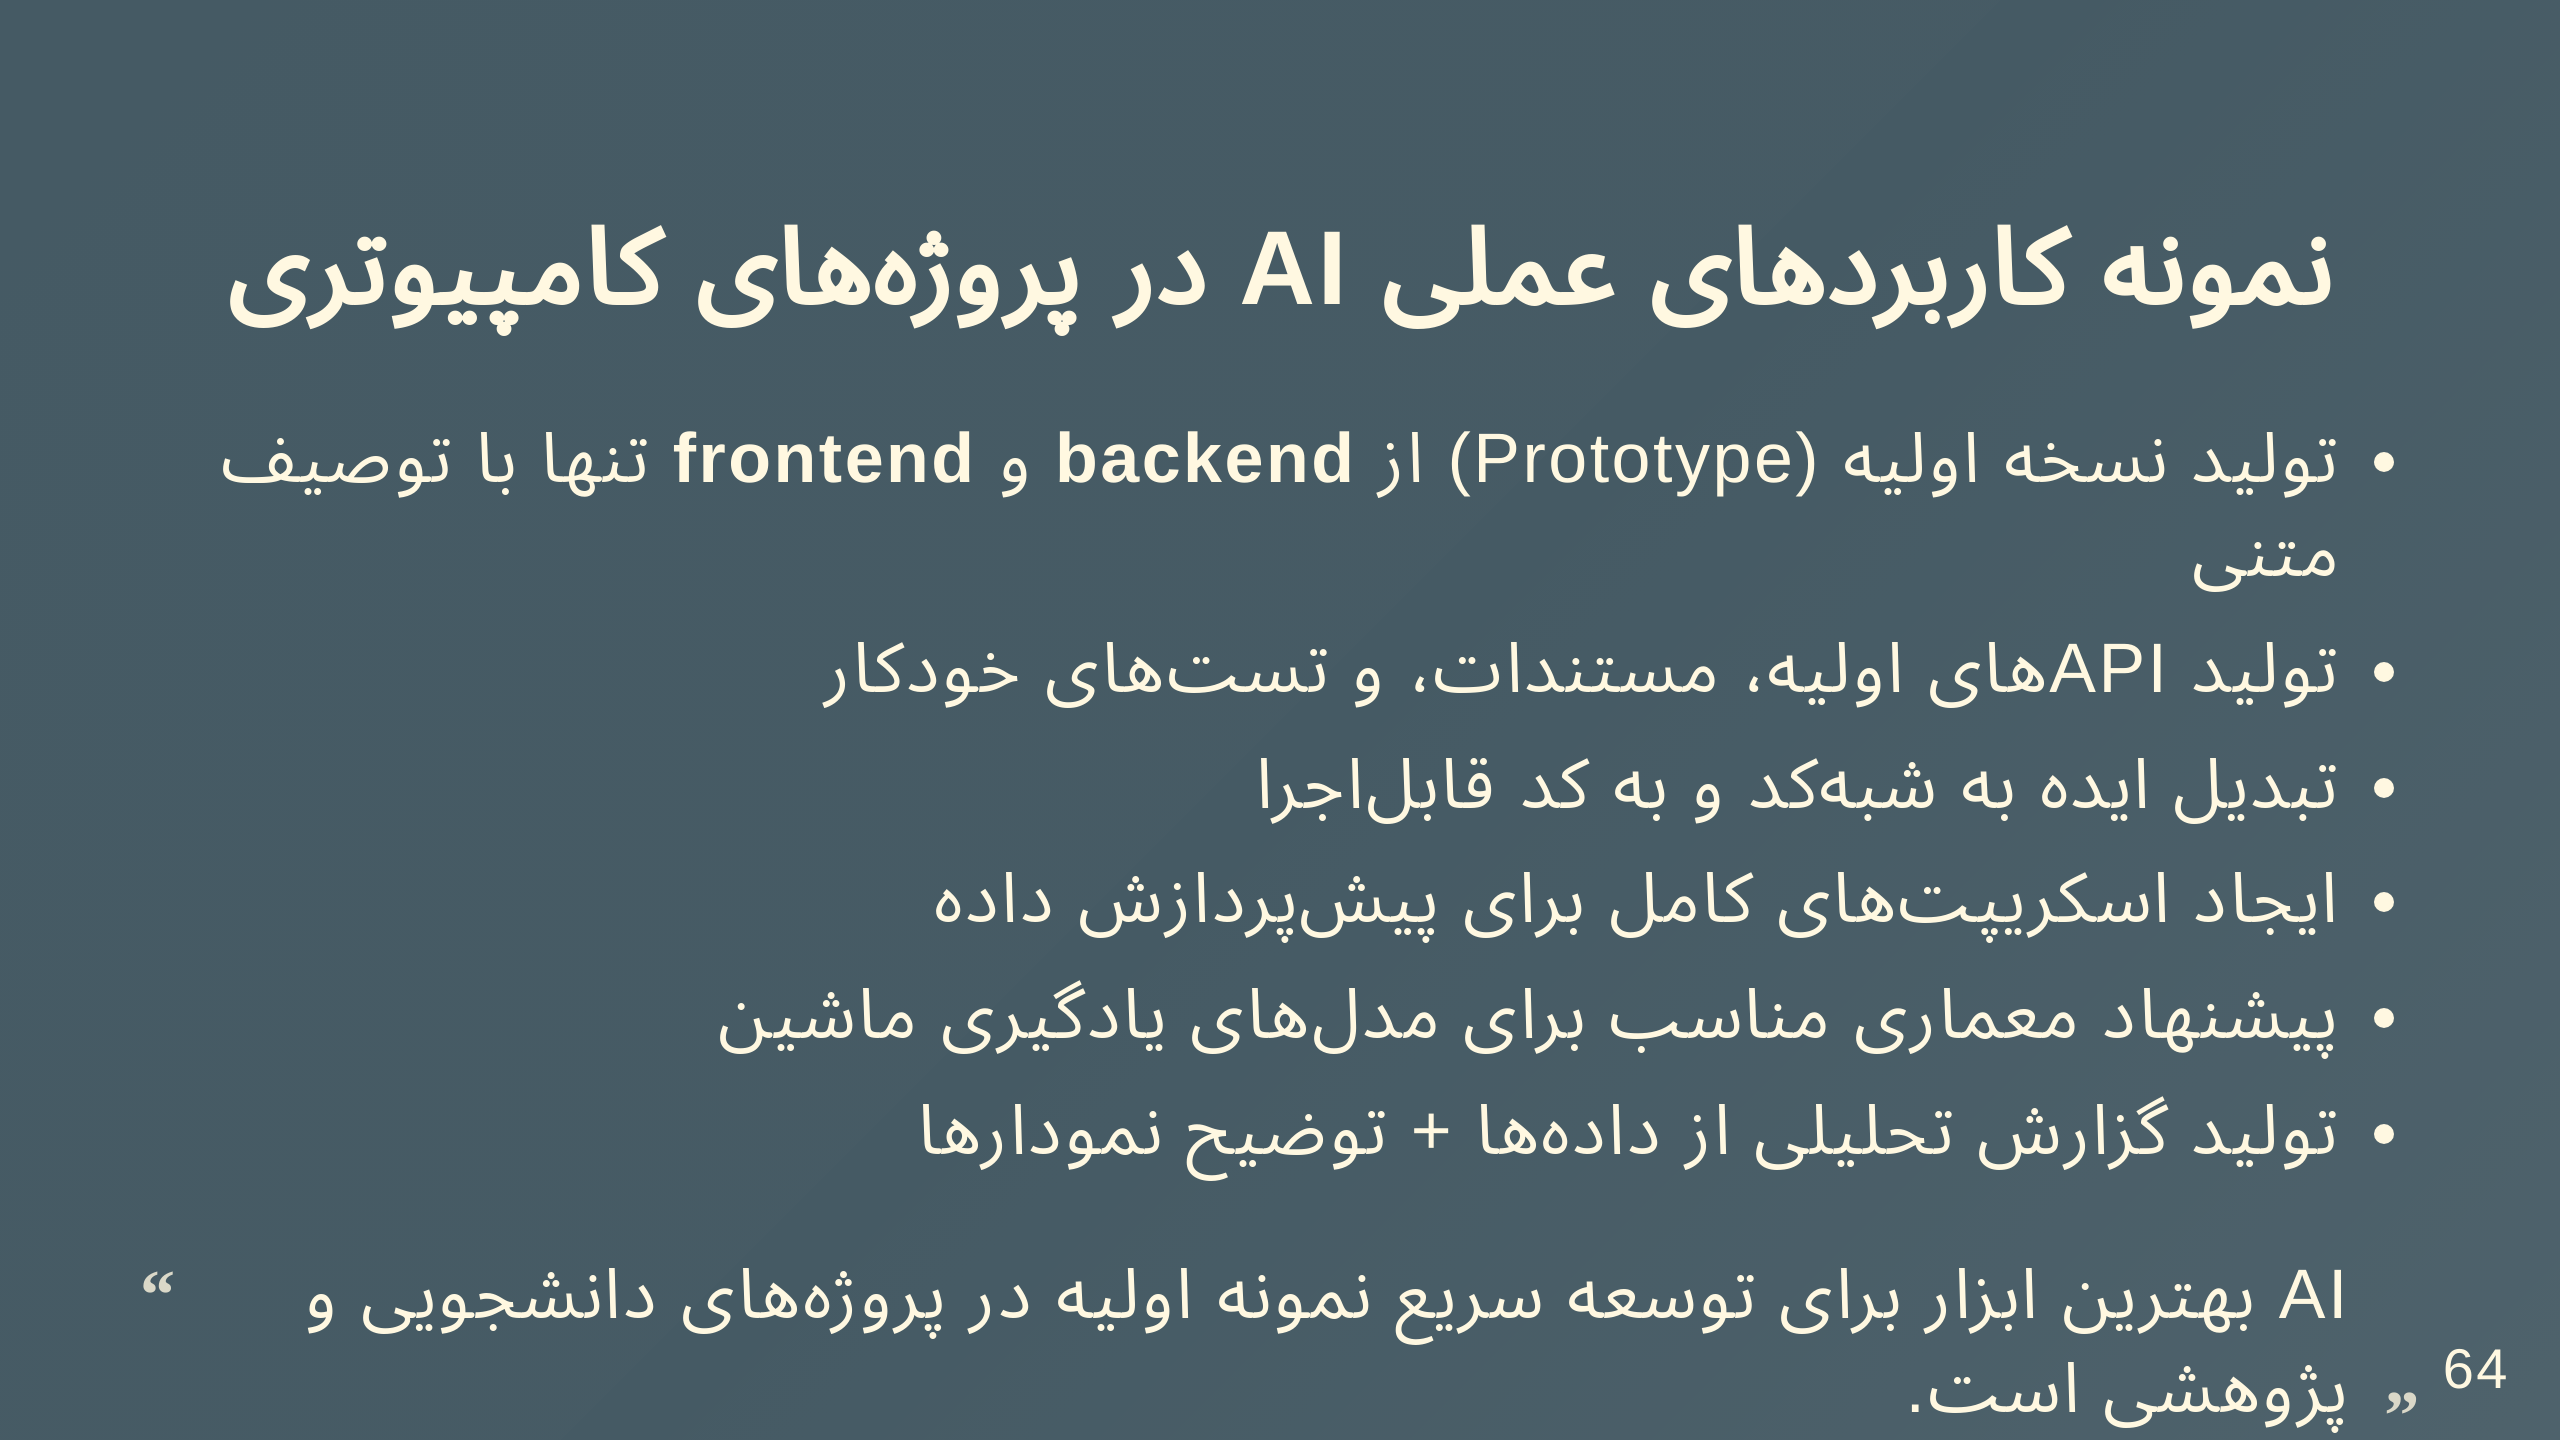 نمونه کاربردهای عملی AI در پروژه‌های کامپیوتری
• تولید نسخه اولیه (Prototype) از backend و frontend تنها با توصیف
متنی
• تولید APIهای اولیه، مستندات، و تست‌های خودکار
• تبدیل ایده به شبه‌کد و به کد قابل‌اجرا
• ایجاد اسکریپت‌های کامل برای پیش‌پردازش داده
• پیشنهاد معماری مناسب برای مدل‌های یادگیری ماشین
• تولید گزارش تحلیلی از داده‌ها + توضیح نمودارها
“
AI بهترین ابزار برای توسعه سریع نمونه اولیه در پروژه‌های دانشجویی و
پژوهشی است.
”
64